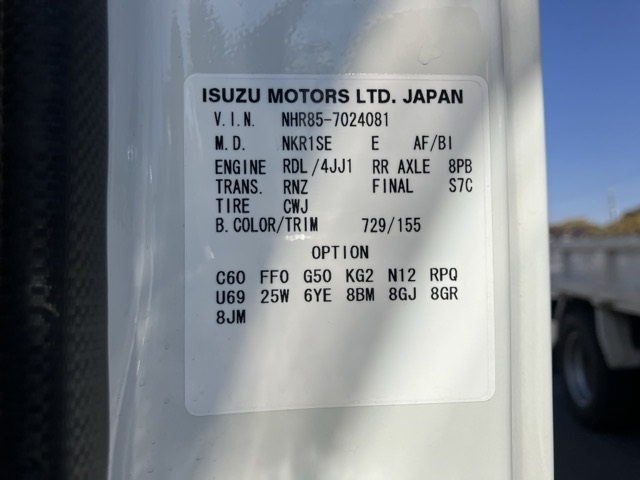 ISUZU MOTORS LTD. JAPAN
V.I.N. NHR85-7024081
M.D. NKR1SE E AF/BI
ENGINE RDL/4JJ1 RR AXLE 8PB
TRANS. RNZ FINAL S7C
TIRE CWJ
B.COLOR/TRIM 729/155
OPTION
C60 FF0 G50 KG2 N12 RPQ
U69 25W 6YE 8BM 8GJ 8GR
8JM